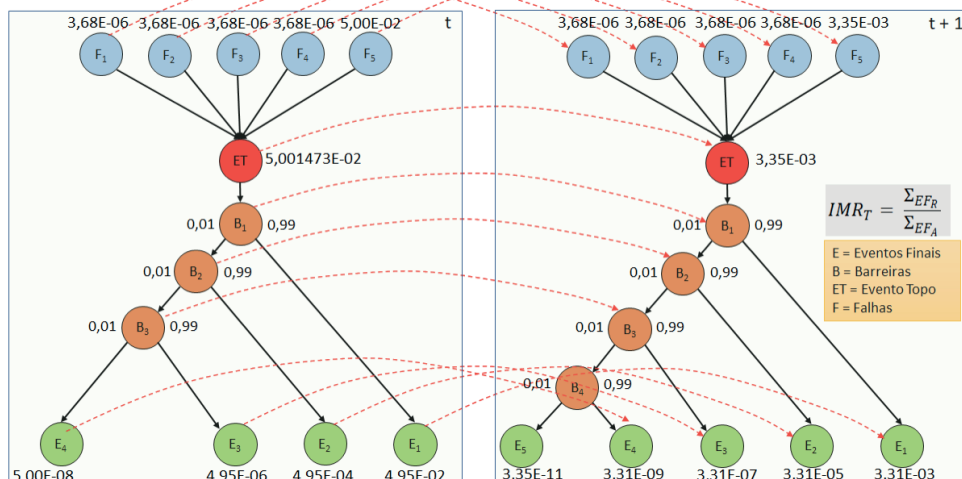 3,68E-06 3,68E-06 3,68E-06 3,68E-06 5,00E-02 t
F1 F2 F3 F4 F5
ET 5,001473E-02
0,01 B1 0,99
0,01 B2 0,99
0,01 B3 0,99
E4 E3 E2 E1
5.00E-08 4.95E-06 4.95E-04 4.95E-02
3,68E-06 3,68E-06 3,68E-06 3,68E-06 3,35E-03 t + 1
F1 F2 F3 F4 F5
ET 3,35E-03
0,01 B1 0,99
0,01 B2 0,99
0,01 B3 0,99
0,01 B4 0,99
E5 E4 E3 E2 E1
3.35E-11 3.31E-09 3.31E-07 3.31E-05 3.31E-03
IMR_T = Σ_EF_R / Σ_EF_A
E = Eventos Finais
B = Barreiras
ET = Evento Topo
F = Falhas